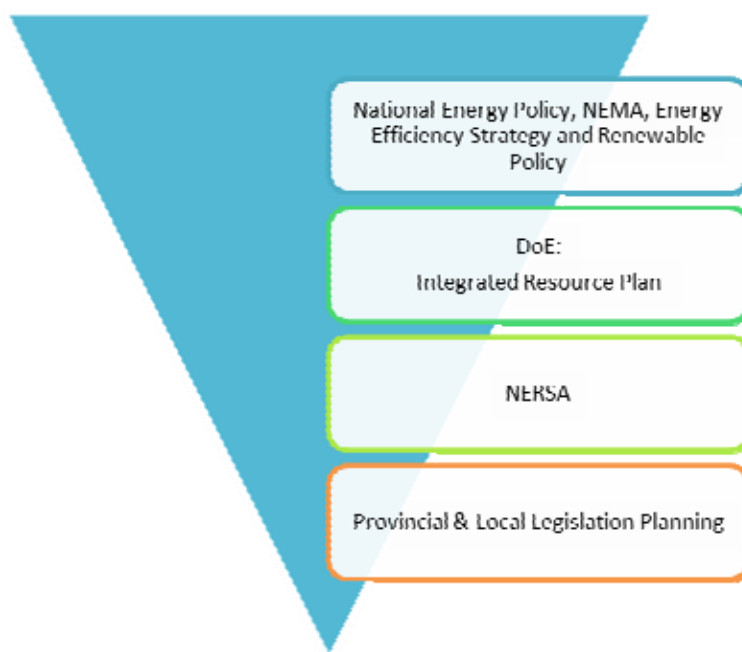 National Energy Policy, NEMA, Energy
Efficiency Strategy and Renewable
Policy
DoE:
Integrated Resource Plan
NERSA
Provincial & Local Legislation Planning